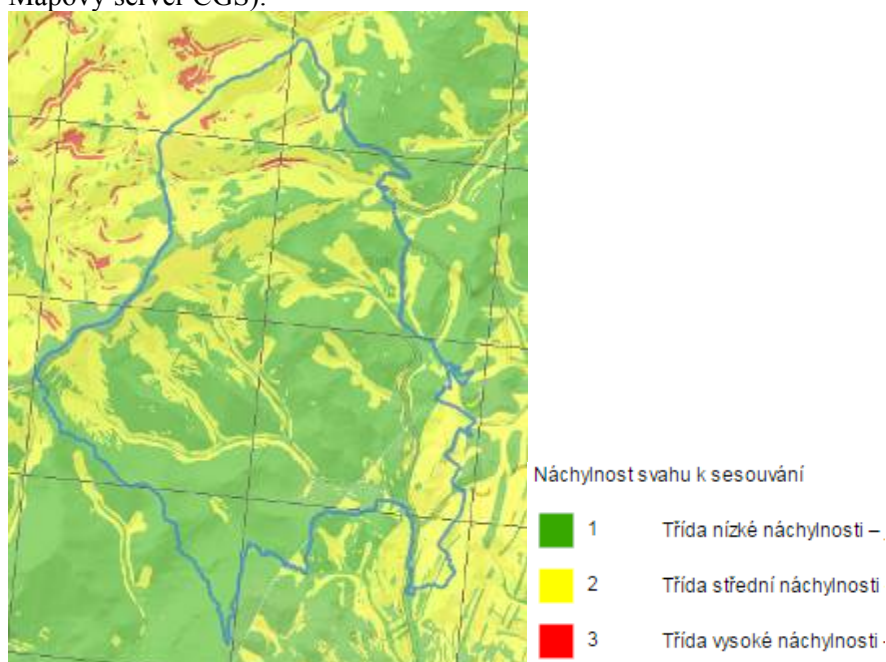 Mapový server ČGS).
Náchylnost svahu k sesouvání
1 Třída nízké náchylnosti –
2 Třída střední náchylnosti
3 Třída vysoké náchylnosti -